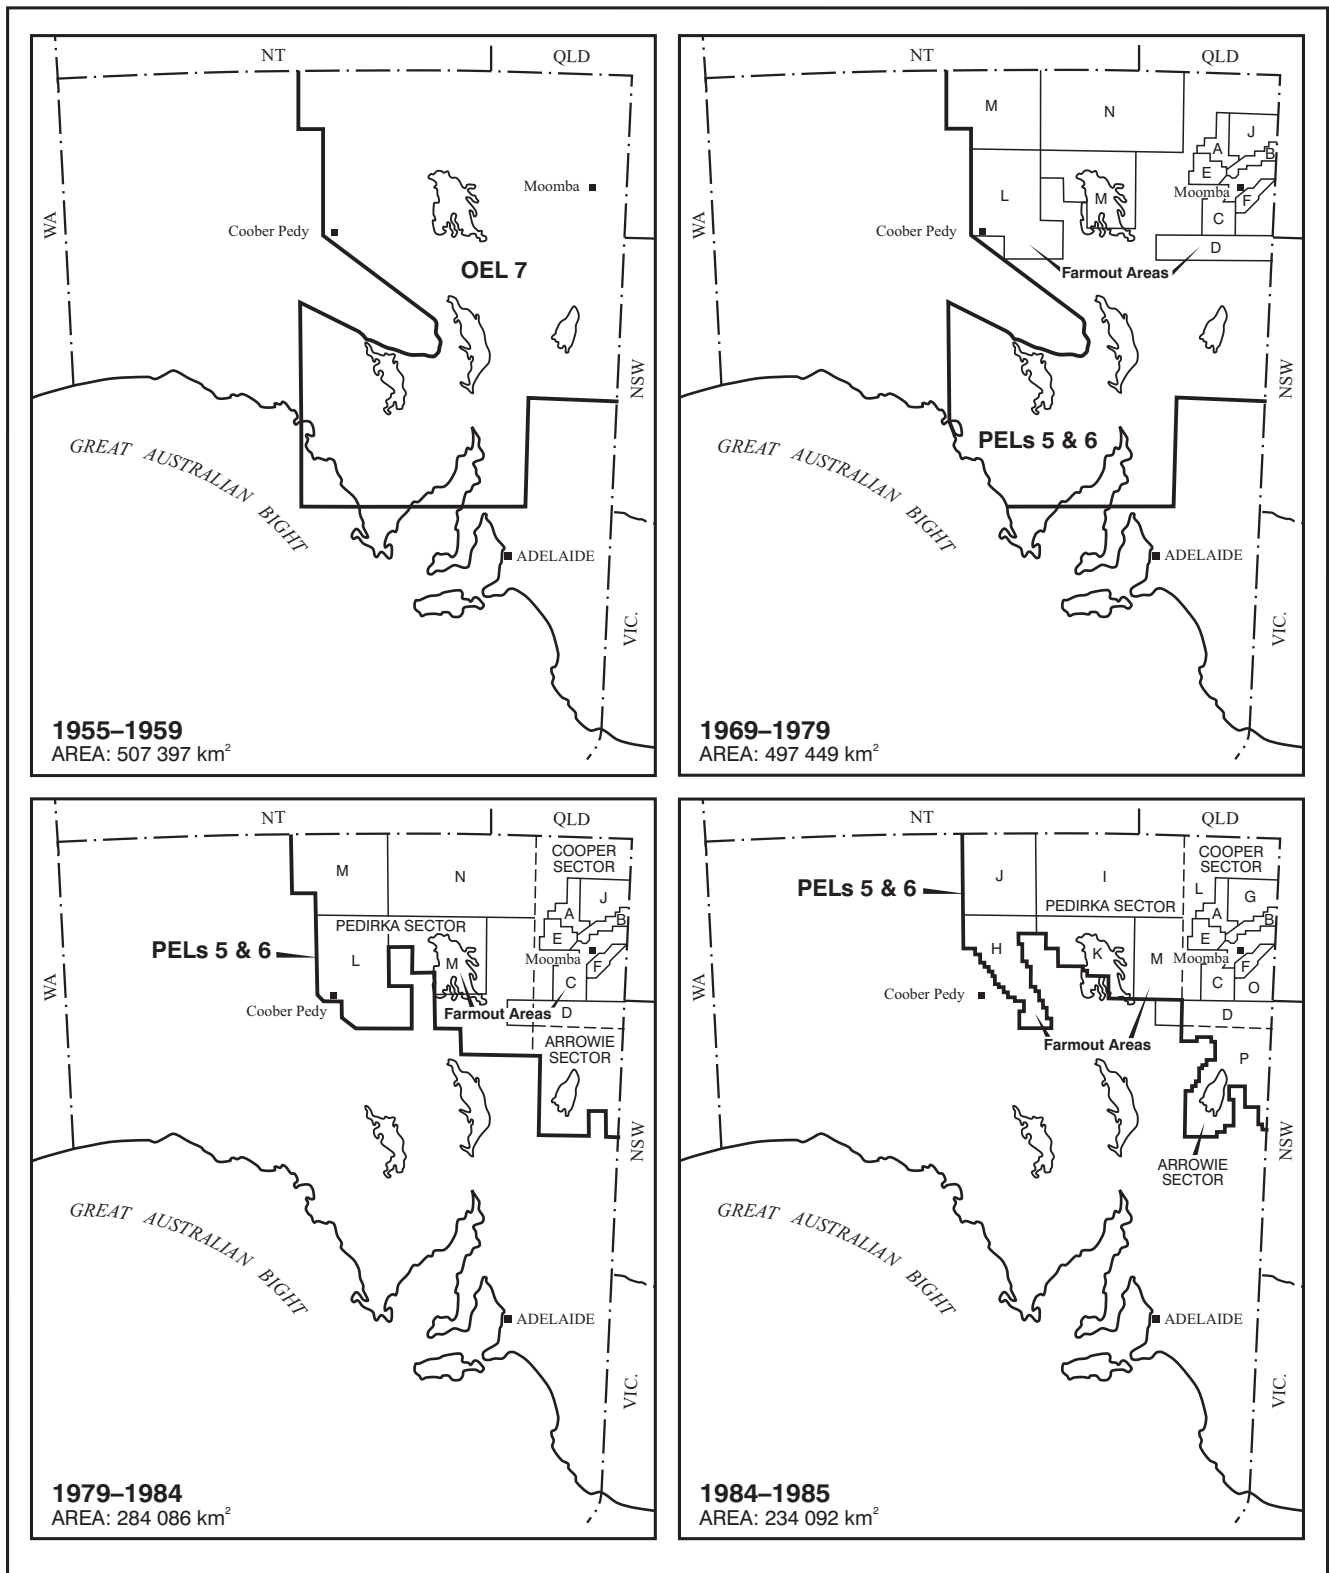 NT
QLD
WA
Moomba
Coober Pedy
OEL 7
NSW
GREAT AUSTRALIAN BIGHT
ADELAIDE
VIC.
1955–1959
AREA: 507 397 km²
NT
QLD
M
N
J
A
B
E
WA
Moomba
L
M
F
C
Coober Pedy
D
Farmout Areas
NSW
PELs 5 & 6
GREAT AUSTRALIAN BIGHT
ADELAIDE
VIC.
1969–1979
AREA: 497 449 km²
NT
QLD
COOPER
SECTOR
M
N
J
A
B
PEDIRKA SECTOR
E
PELs 5 & 6
L
M
Moomba
F
WA
C
Coober Pedy
Farmout Areas
D
ARROWIE
SECTOR
NSW
GREAT AUSTRALIAN BIGHT
ADELAIDE
VIC.
1979–1984
AREA: 284 086 km²
NT
QLD
COOPER
SECTOR
J
I
L
G
PELs 5 & 6
PEDIRKA SECTOR
A
B
E
H
K
M
Moomba
F
WA
C
O
Coober Pedy
D
Farmout Areas
P
NSW
ARROWIE
SECTOR
GREAT AUSTRALIAN BIGHT
ADELAIDE
VIC.
1984–1985
AREA: 234 092 km²